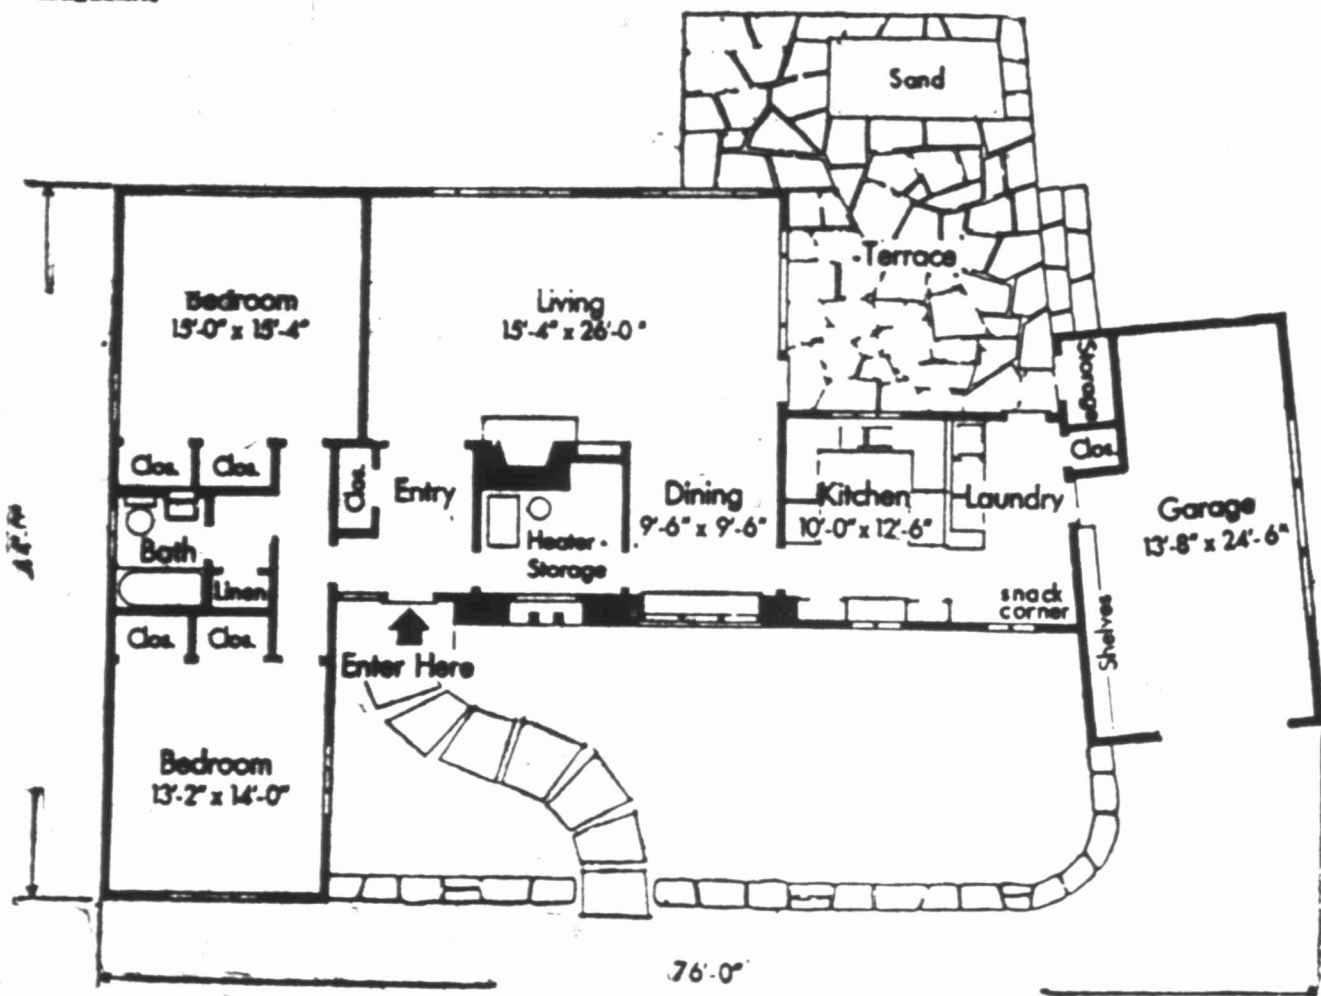 Sand
Terrace
Bedroom
15'-0" x 15'-4"
Living
15'-4" x 26'-0"
Storage
Clos.
Clos.
Clos.
Clos.
Entry
Dining
9'-6" x 9'-6"
Kitchen
10'-0" x 12'-6"
Laundry
Garage
13'-8" x 24'-6"
Bath
Heater -
Storage
Linen
snack
corner
Shelves
Clos.
Clos.
Enter Here
Bedroom
13'-2" x 14'-0"
76'-0"